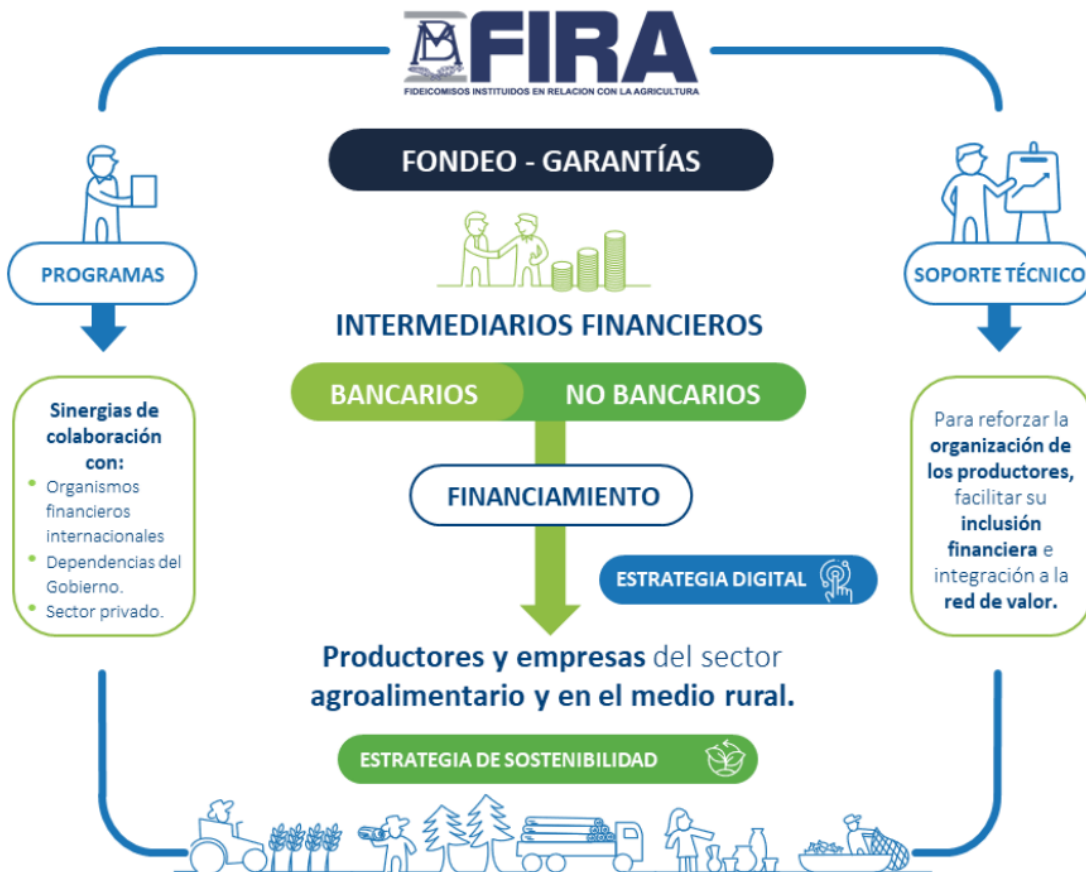 FIRA
FIDEICOMISOS INSTITUIDOS EN RELACION CON LA AGRICULTURA
FONDEO - GARANTÍAS
PROGRAMAS
SOPORTE TÉCNICO
INTERMEDIARIOS FINANCIEROS
BANCARIOS
NO BANCARIOS
Sinergias de
colaboración
con:
• Organismos
financieros
internacionales
• Dependencias del
Gobierno.
• Sector privado.
FINANCIAMIENTO
ESTRATEGIA DIGITAL
Para reforzar la
organización de
los productores,
facilitar su
inclusión
financiera e
integración a la
red de valor.
Productores y empresas del sector
agroalimentario y en el medio rural.
ESTRATEGIA DE SOSTENIBILIDAD